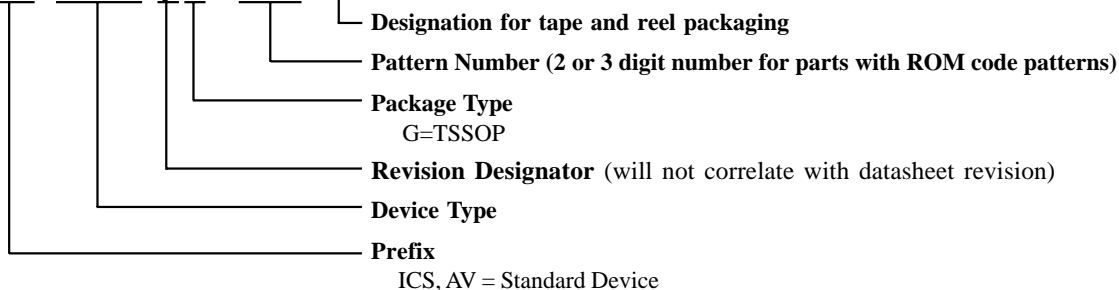 Designation for tape and reel packaging
Pattern Number (2 or 3 digit number for parts with ROM code patterns)
Package Type
G=TSSOP
Revision Designator (will not correlate with datasheet revision)
Device Type
Prefix
ICS, AV = Standard Device